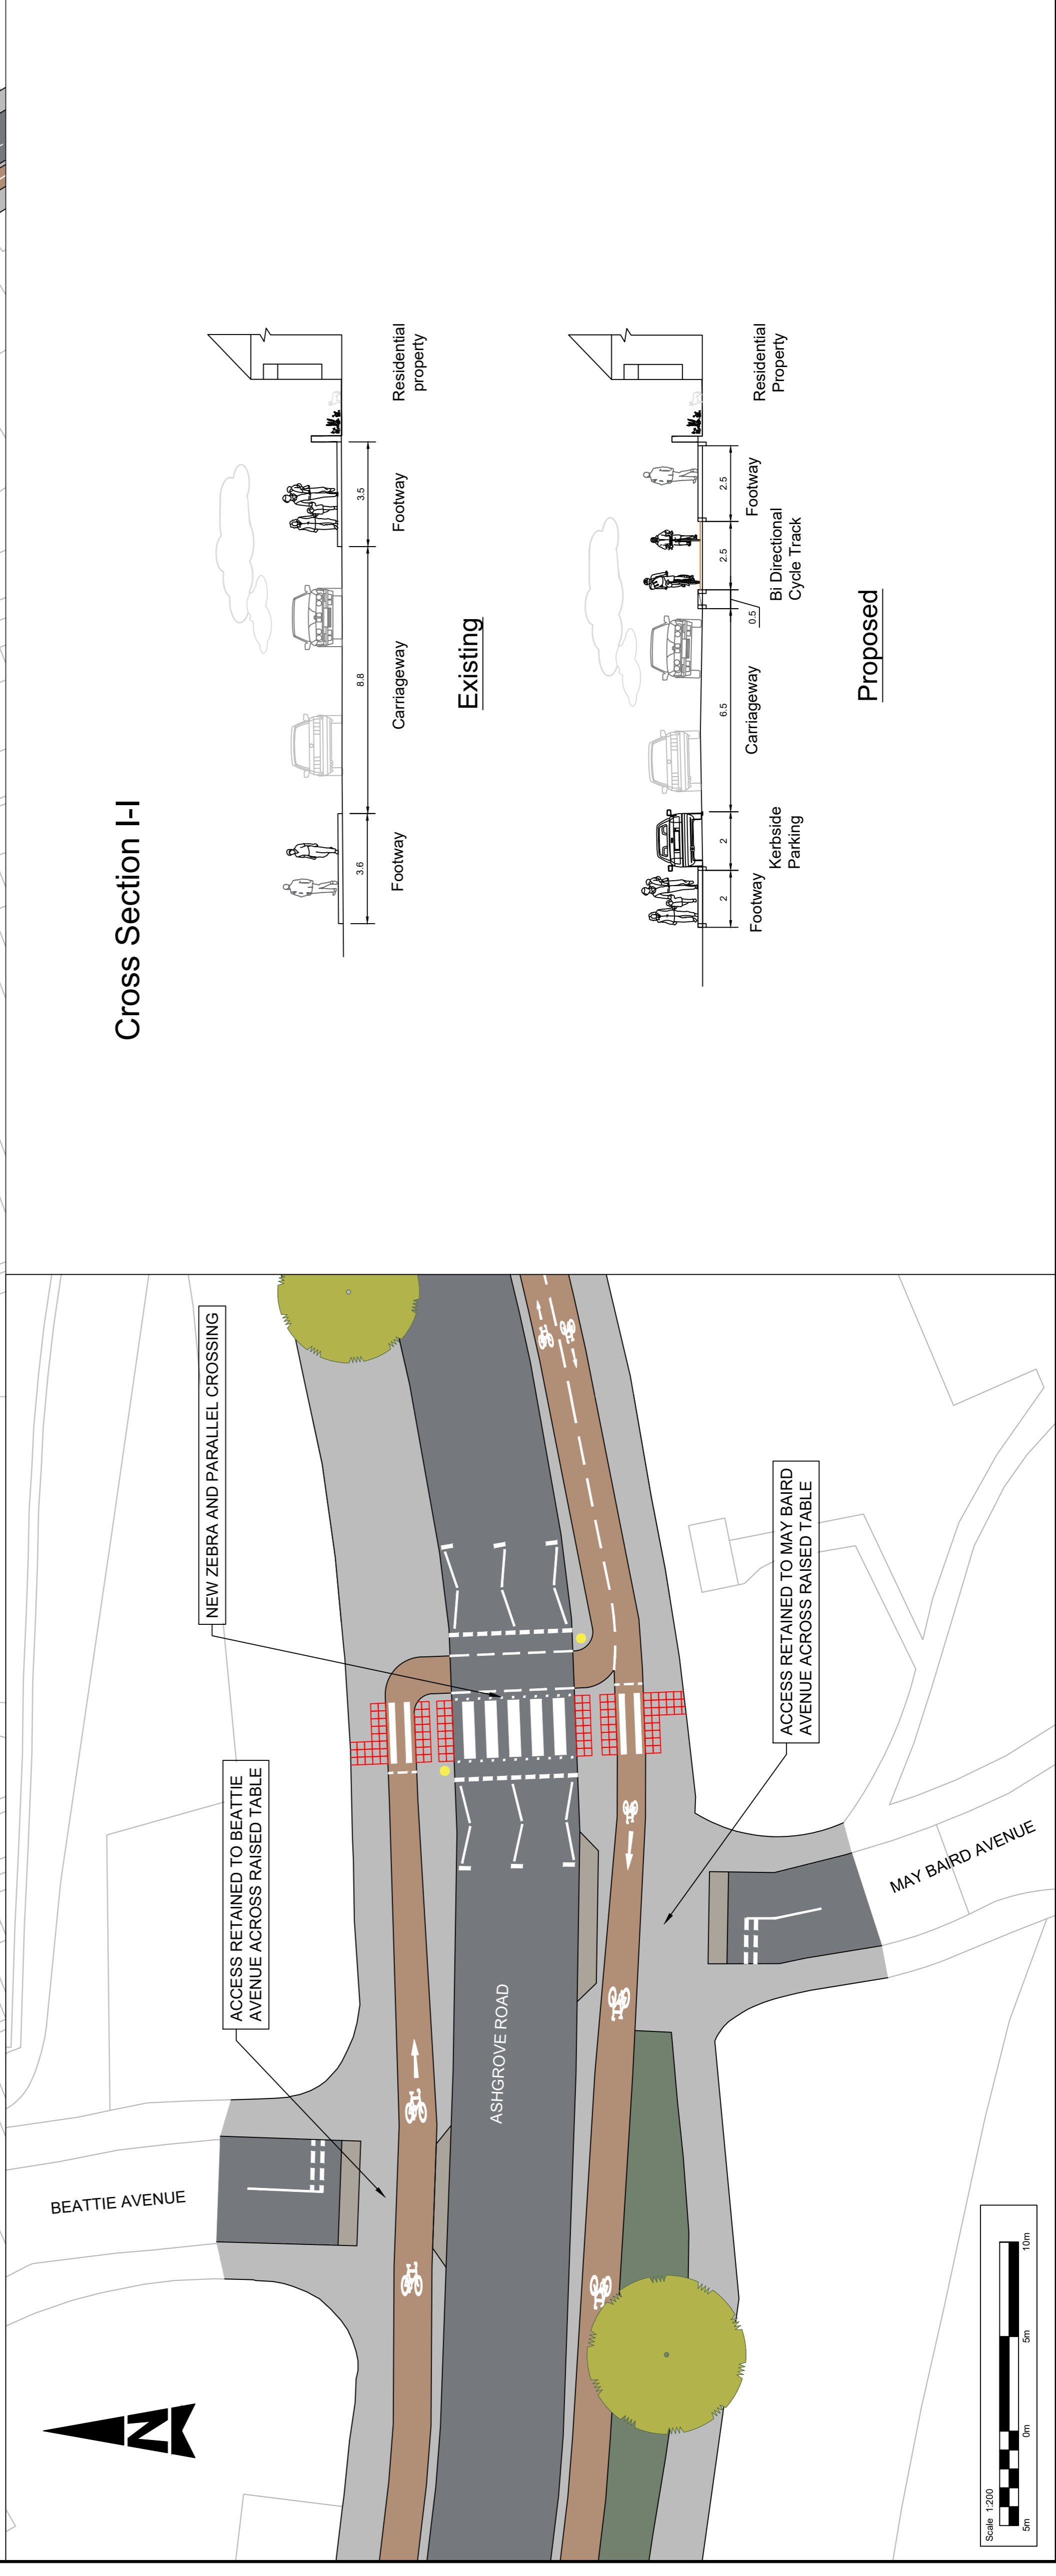 NEW ZEBRA AND PARALLEL CROSSING
ACCESS RETAINED TO BEATTIE
AVENUE ACROSS RAISED TABLE
BEATTIE AVENUE
ASHGROVE ROAD
ACCESS RETAINED TO MAY BAIRD
AVENUE ACROSS RAISED TABLE
MAY BAIRD AVENUE
N
Scale 1:200
5m
0m
5m
10m
Cross Section I-I
3.6
8.8
3.5
Footway
Carriageway
Footway
Residential
property
Existing
2
2
6.5
0.5
2.5
2.5
Footway
Kerbside
Parking
Carriageway
Bi Directional
Cycle Track
Footway
Residential
Property
Proposed